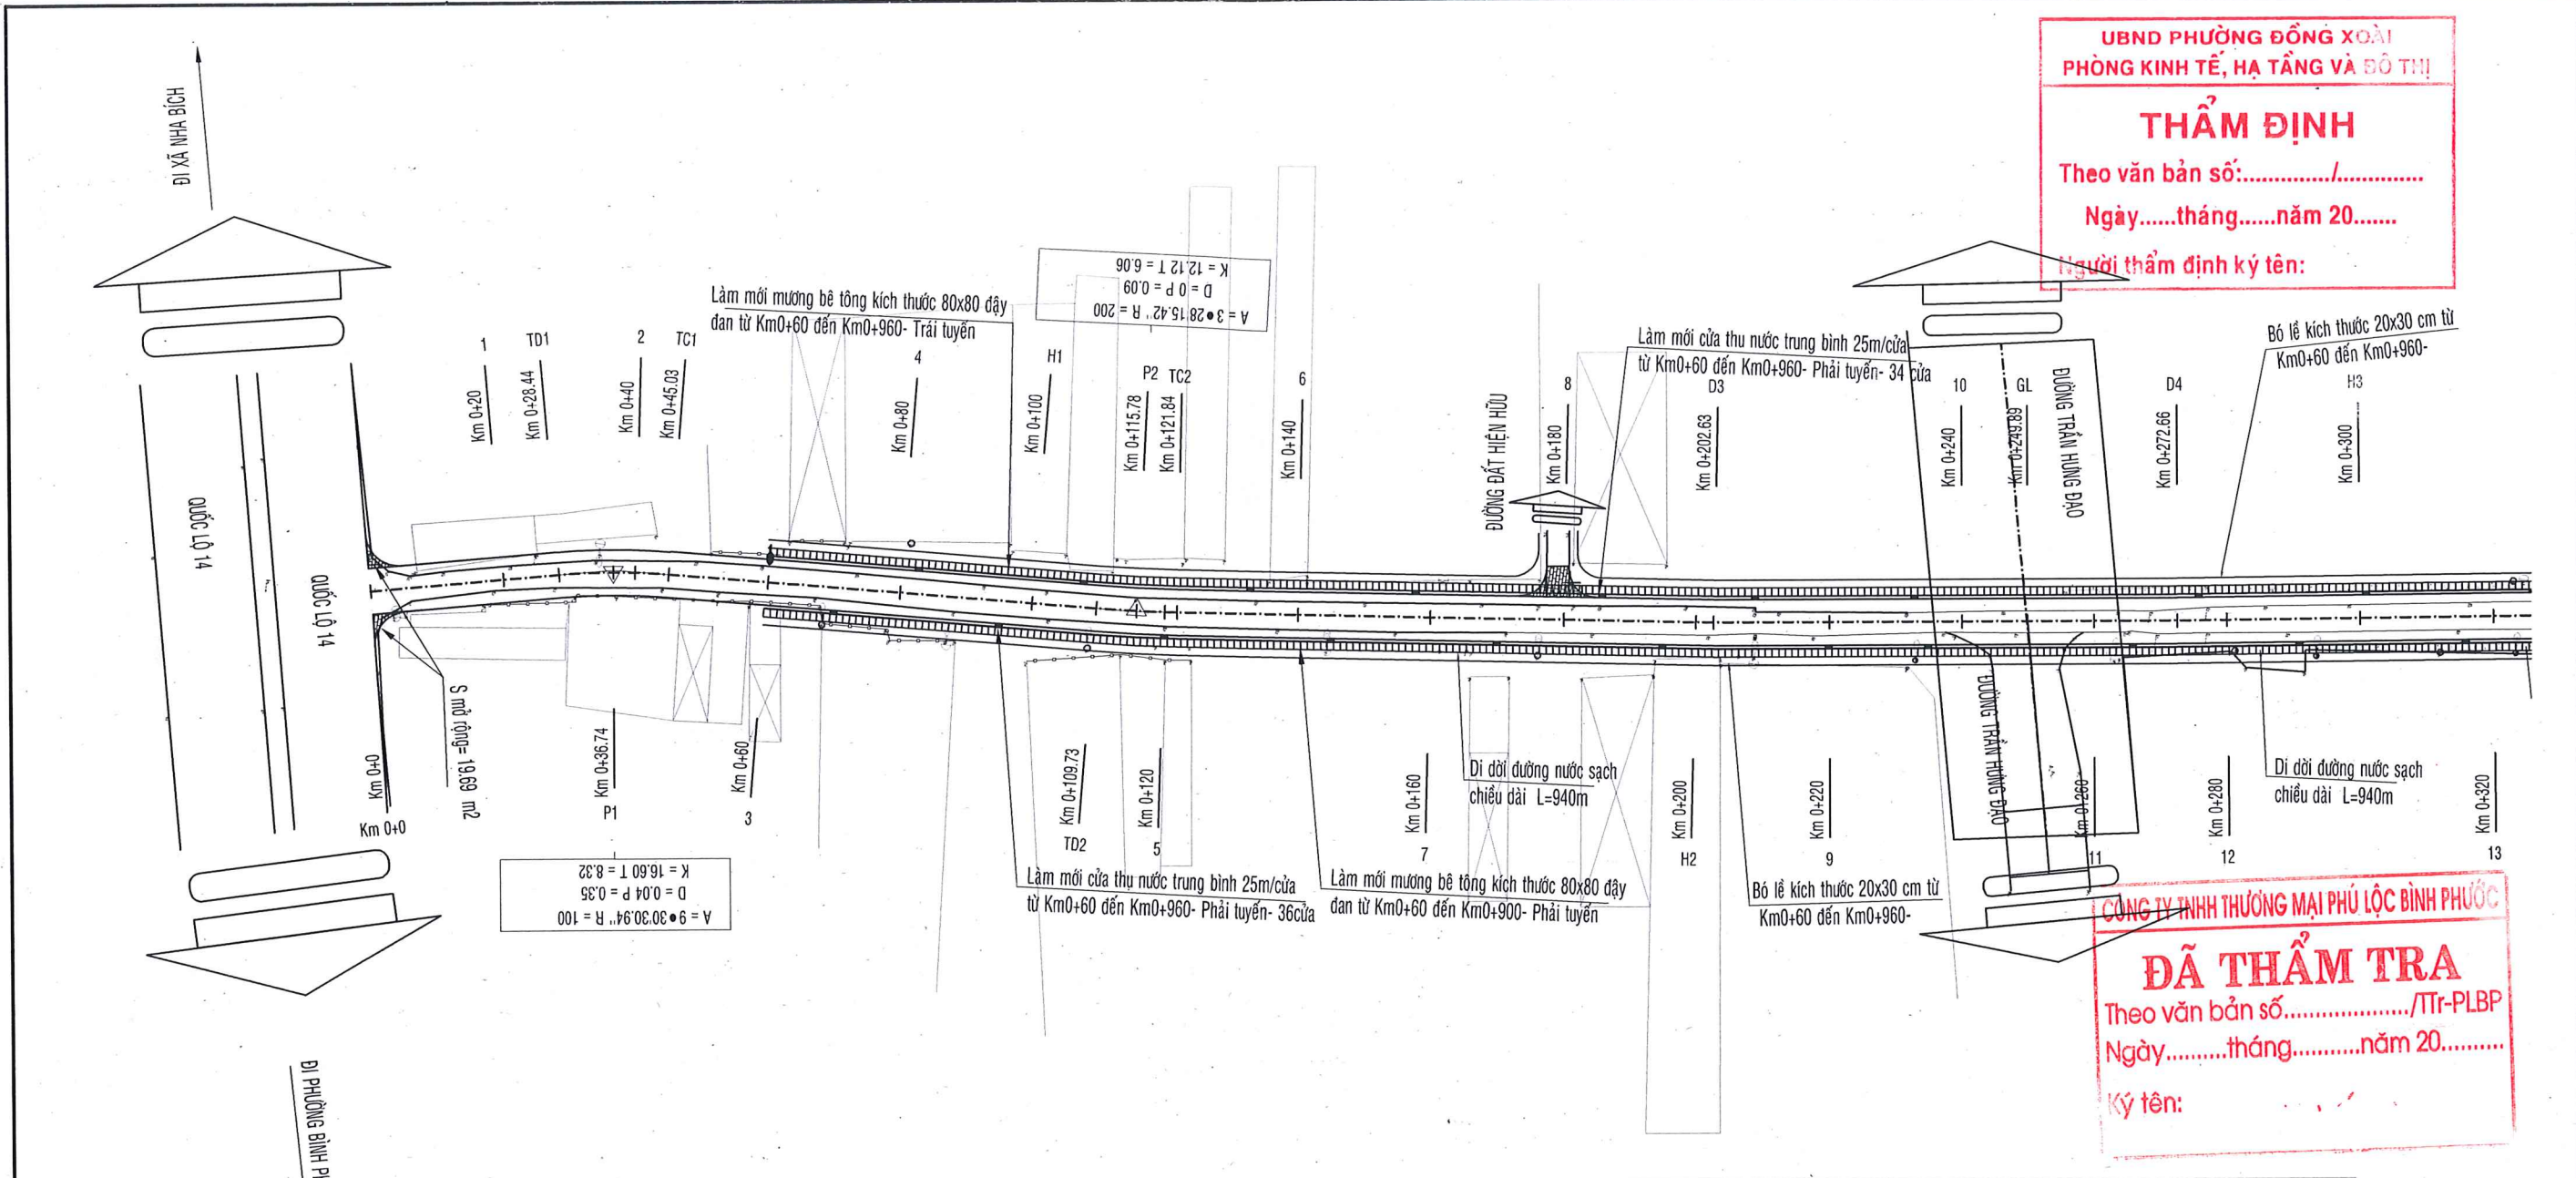 UBND PHƯỜNG ĐỒNG XOÀI
PHÒNG KINH TẾ, HẠ TẦNG VÀ ĐÔ THỊ
THẨM ĐỊNH
Theo văn bản số:............../..............
Ngày......tháng......năm 20.......
Người thẩm định ký tên:
ĐI XÃ NHA BÍCH
K = 12.12 T = 6.06
D = 0 P = 0.09
A = 3●28'15.42'' R = 200
Làm mới mương bê tông kích thước 80x80 đậy
đan từ Km0+60 đến Km0+960- Trái tuyến
Làm mới cửa thu nước trung bình 25m/cửa
từ Km0+60 đến Km0+960- Phải tuyến- 34 cửa
Bó lề kích thước 20x30 cm từ
Km0+60 đến Km0+960-
1
Km 0+20
TD1
Km 0+28.44
2
Km 0+40
TC1
Km 0+45.03
4
Km 0+80
H1
Km 0+100
P2
Km 0+115.78
TC2
Km 0+121.84
6
Km 0+140
ĐƯỜNG ĐẤT HIỆN HỮU
8
Km 0+180
D3
Km 0+202.63
10
Km 0+240
GL
Km 0+249.89
ĐƯỜNG TRẦN HƯNG ĐẠO
D4
Km 0+272.66
H3
Km 0+300
QUỐC LỘ 14
QUỐC LỘ 14
S mở rộng= 19.69 m2
Km 0+0
Km 0+0
Km 0+36.74
P1
Km 0+60
3
Km 0+109.73
TD2
Km 0+120
5
Km 0+160
7
Di dời đường nước sạch
chiều dài L=940m
Km 0+200
H2
Km 0+220
9
ĐƯỜNG TRẦN HƯNG ĐẠO
Km 0+260
11
Km 0+280
12
Di dời đường nước sạch
chiều dài L=940m
Km 0+320
13
K = 16.60 T = 8.32
D = 0.04 P = 0.35
A = 9●30'30.94'' R = 100
Làm mới cửa thu nước trung bình 25m/cửa
từ Km0+60 đến Km0+960- Phải tuyến- 36cửa
Làm mới mương bê tông kích thước 80x80 đậy
đan từ Km0+60 đến Km0+900- Phải tuyến
Bó lề kích thước 20x30 cm từ
Km0+60 đến Km0+960-
CÔNG TY TNHH THƯƠNG MẠI PHÚ LỘC BÌNH PHƯỚC
ĐÃ THẨM TRA
Theo văn bản số..................../TTr-PLBP
Ngày..........tháng...........năm 20..........
Ký tên:
ĐI PHƯỜNG BÌNH